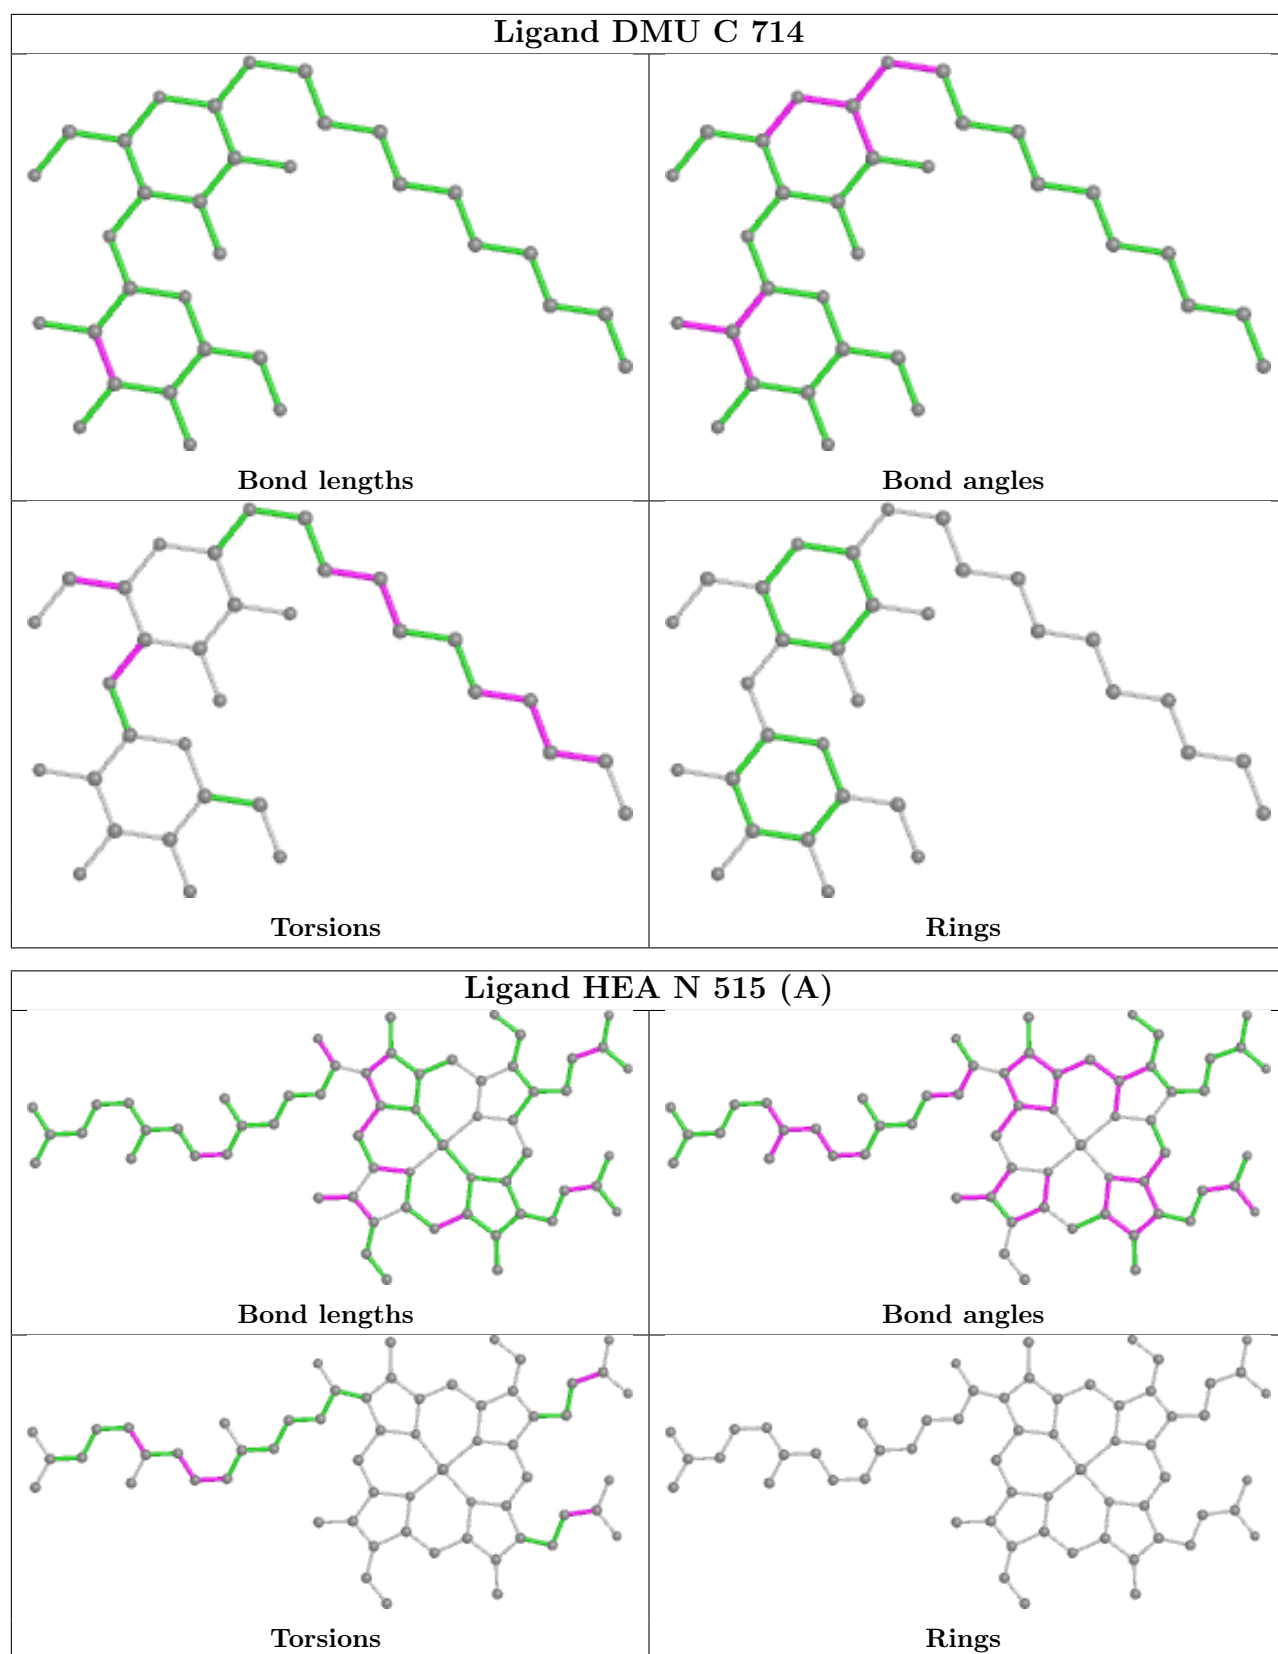 Ligand DMU C 714
Bond lengths
Bond angles
Torsions
Rings
Ligand HEA N 515 (A)
Bond lengths
Bond angles
Torsions
Rings